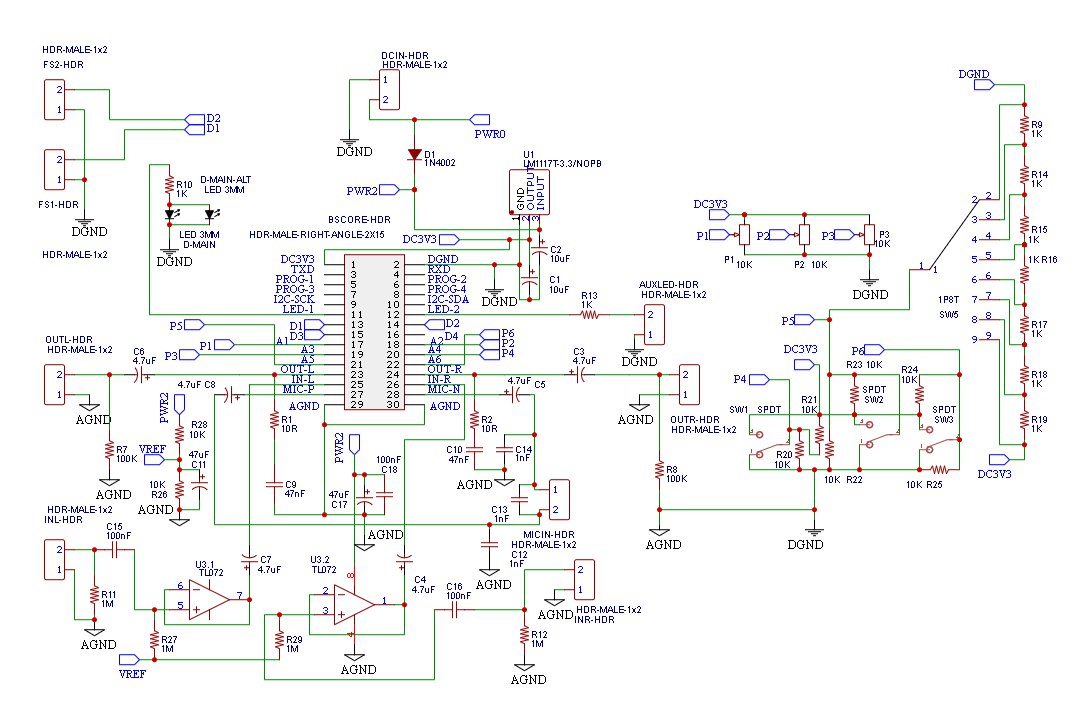 HDR-MALE-1x2
FS2-HDR
2
1
2
1
FS1-HDR
DGND
HDR-MALE-1x2
D2
D1
R10
1K
D-MAIN-ALT
LED 3MM
LED 3MM
D-MAIN
DGND
DCIN-HDR
HDR-MALE-1x2
1
2
DGND
PWR0
D1
1N4002
PWR2
U1
LM1117T-3.3/NOPB
GND
OUTPUT
INPUT
1
2
3
DC3V3
C2
10uF
C1
10uF
DGND
BSCORE-HDR
HDR-MALE-RIGHT-ANGLE-2X15
DC3V3 1 2 DGND
TXD 3 4 RXD
PROG-1 5 6 PROG-2
PROG-3 7 8 PROG-4
I2C-SCK 9 10 I2C-SDA
LED-1 11 12 LED-2
D1 13 14 D2
D3 15 16 D4
A1 17 18 A2
A3 19 20 A4
A5 21 22 A6
OUT-L 23 24 OUT-R
IN-L 25 26 IN-R
MIC-P 27 28 MIC-N
AGND 29 30 AGND
P5
P1
P3
P6
P2
P4
R13
1K
AUXLED-HDR
HDR-MALE-1x2
2
1
DGND
OUTL-HDR
HDR-MALE-1x2
2
1
AGND
C6
4.7uF
R7
100K
AGND
4.7uF C8
PWR2
R28
10K
VREF
47uF
C11
10K
R26
AGND
R1
10R
C9
47nF
PWR2
100nF
C18
47uF
C17
AGND
R2
10R
C10
47nF
C14
1nF
AGND
4.7uF C5
C3
4.7uF
2
1
AGND
OUTR-HDR
HDR-MALE-1x2
R8
100K
AGND
C13
1nF
1
2
MICIN-HDR
HDR-MALE-1x2
C12
1nF
AGND
HDR-MALE-1x2
INL-HDR
2
1
C15
100nF
R11
1M
AGND
R27
1M
VREF
U3.1
TL072
6
5
7
C7
4.7uF
R29
1M
U3.2
TL072
8
2
3
1
4
AGND
C4
4.7uF
C16
100nF
2
1
AGND
HDR-MALE-1x2
INR-HDR
R12
1M
AGND
DC3V3
P1
P1 10K
P2
P2 10K
P3
P3
10K
DGND
DGND
R9
1K
R14
1K
R15
1K
1K R16
R17
1K
R18
1K
R19
1K
DC3V3
2 2
3 3
4 4
5 5
6 6
7 7
8 8
9 9
1 1
1P8T
SW5
P5
DC3V3
P6
R23 10K
R24
10K
P4
SPDT
SW2
SW1 SPDT
R21
10K
SPDT
SW3
R20
10K
10K R22
10K R25
DGND